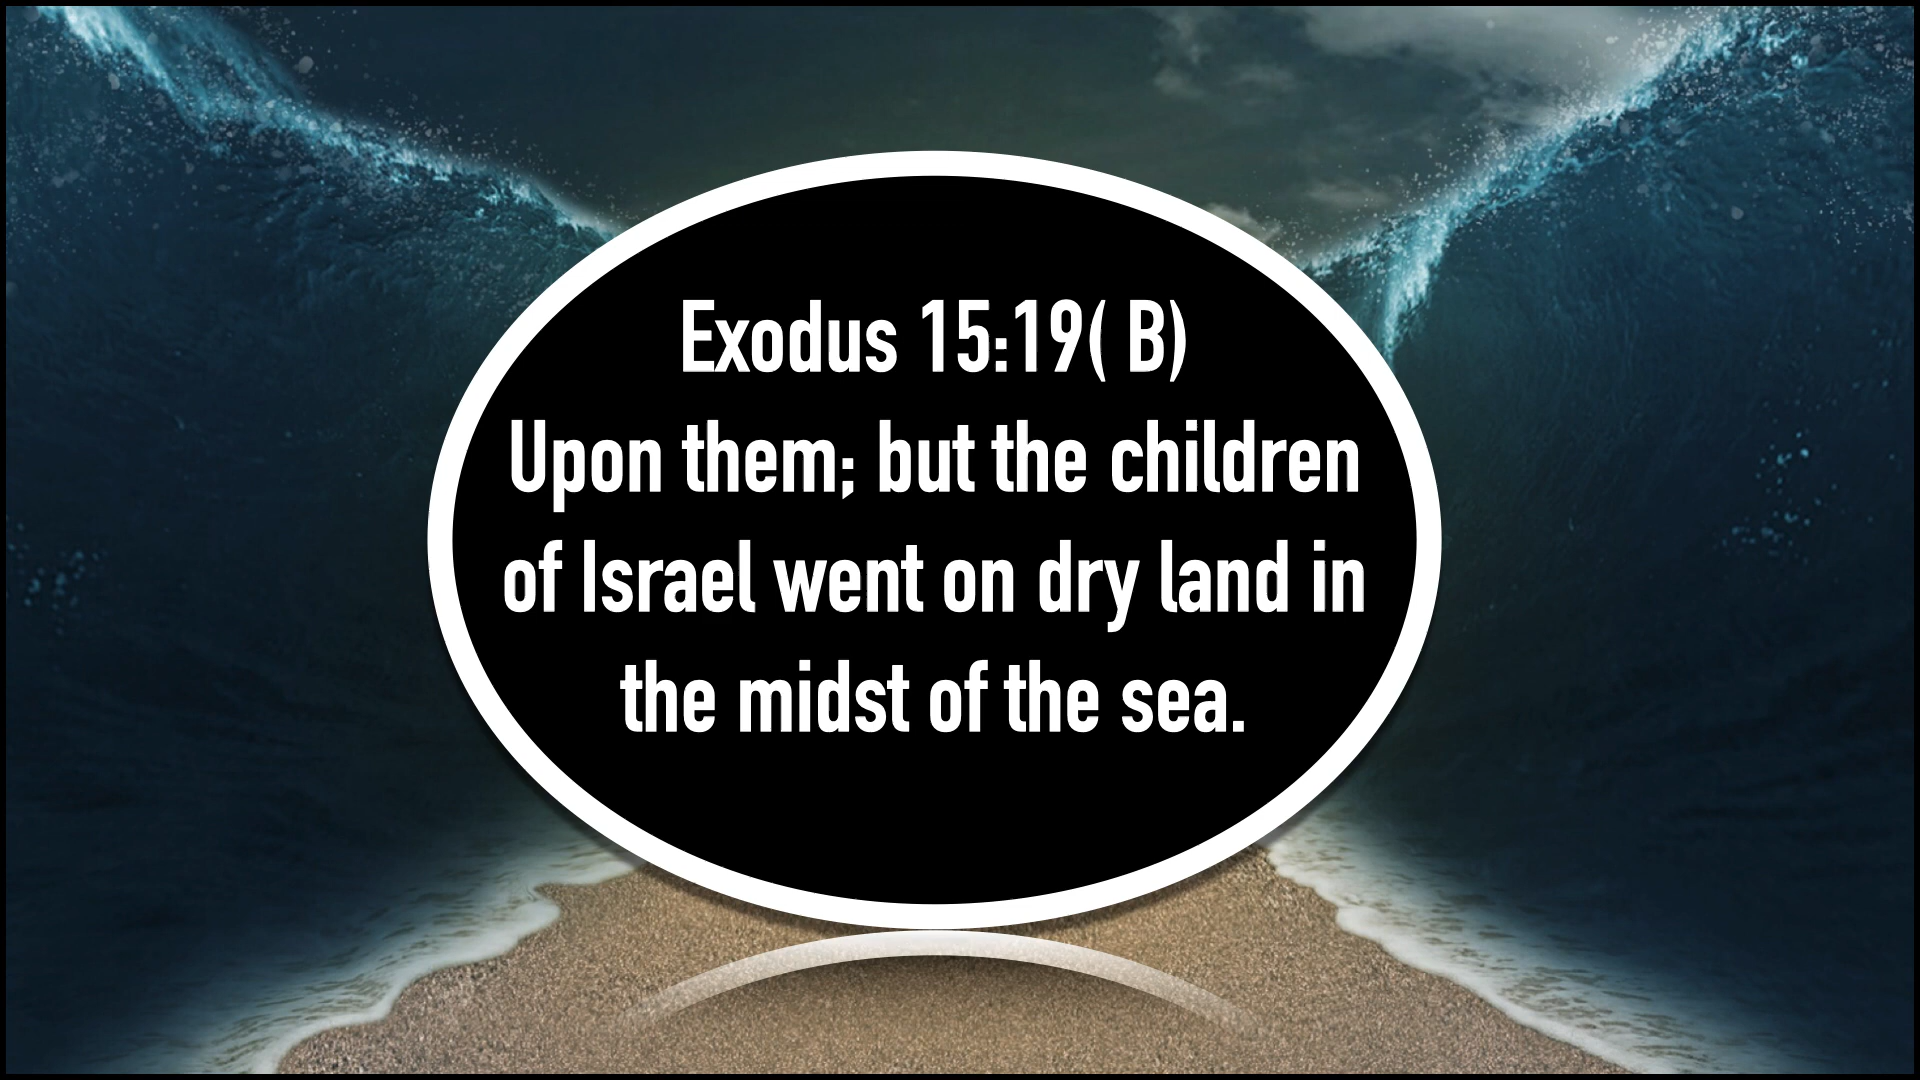 Exodus 15:19( B)
Upon them; but the children
of Israel went on dry land in
the midst of the sea.